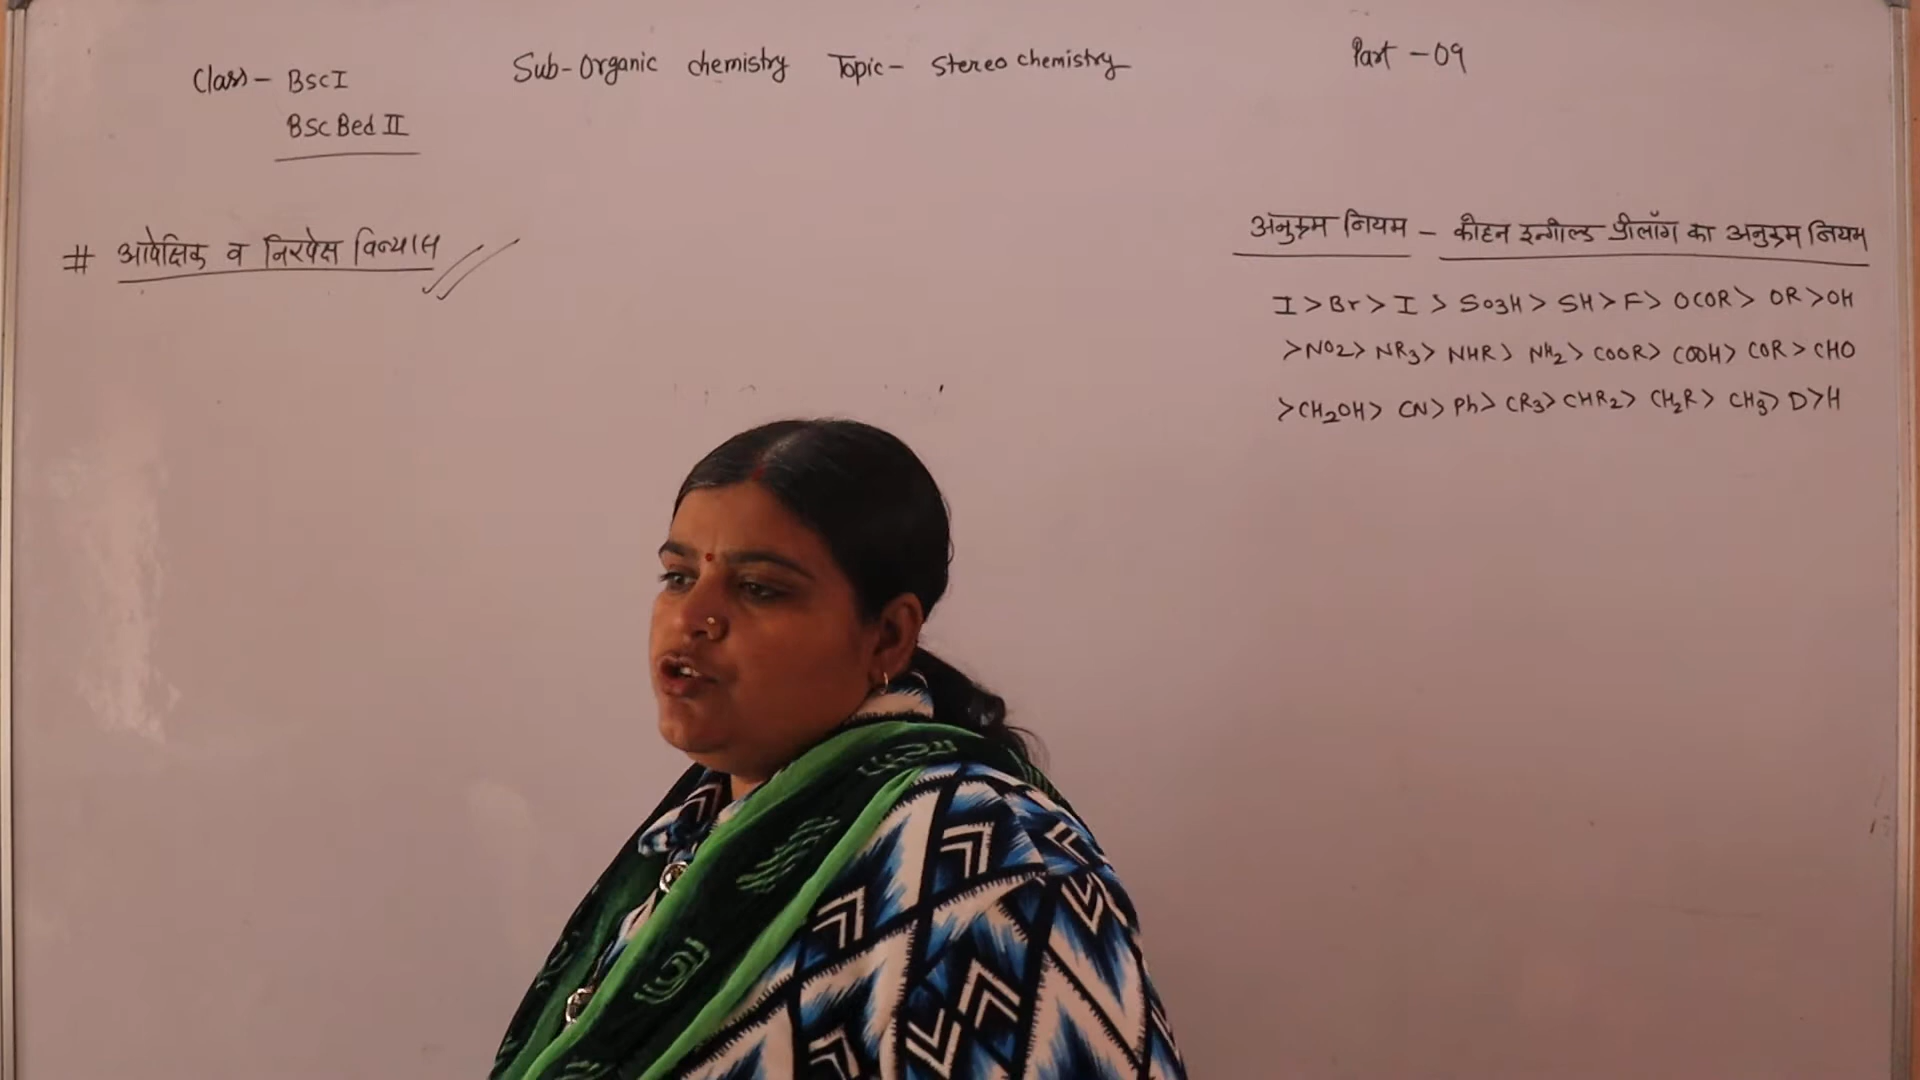 Class - BSc I
BSc Bed II
Sub- Organic chemistry Topic - Stereo chemistry
Part - 09
# आपेक्षिक व निरपेक्ष विन्यास
अनुक्रम नियम - काॅहन इन्गोल्ड प्रीलॉग का अनुक्रम नियम
I > Br > I > SO3H > SH > F > OCOR > OR > OH
> NO2 > NR3 > NHR > NH2 > COOR > COOH > COR > CHO
> CH2OH > CN > Ph > CR3 > CHR2 > CH2R > CH3 > D > H